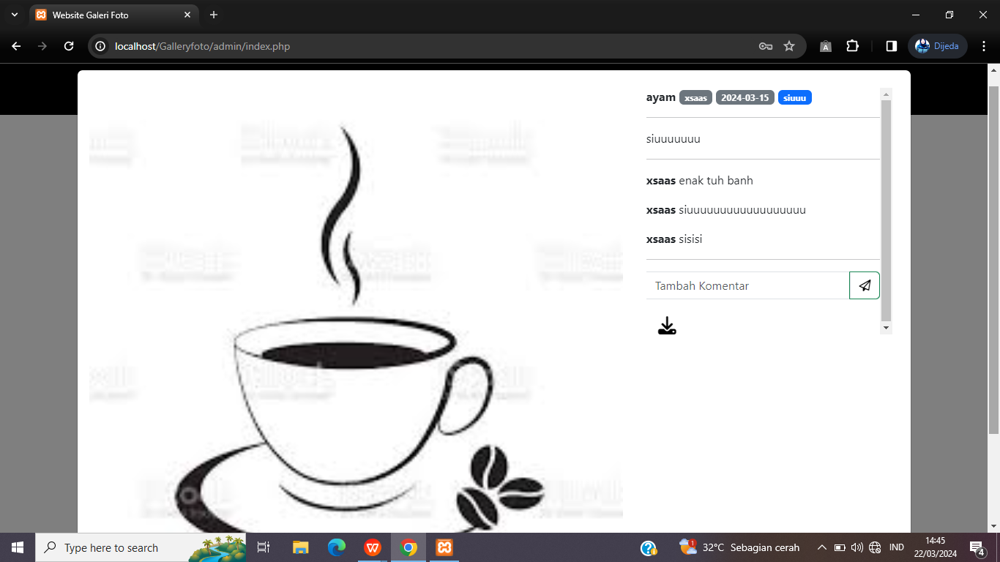 Website Galeri Foto
localhost/Galleryfoto/admin/index.php
Dijeda
ayam xsaas 2024-03-15 siuuu
siuuuuuuu
xsaas enak tuh banh
xsaas siuuuuuuuuuuuuuuuuuu
xsaas sisisi
Tambah Komentar
Type here to search
32°C Sebagian cerah
IND
14:45
22/03/2024
4